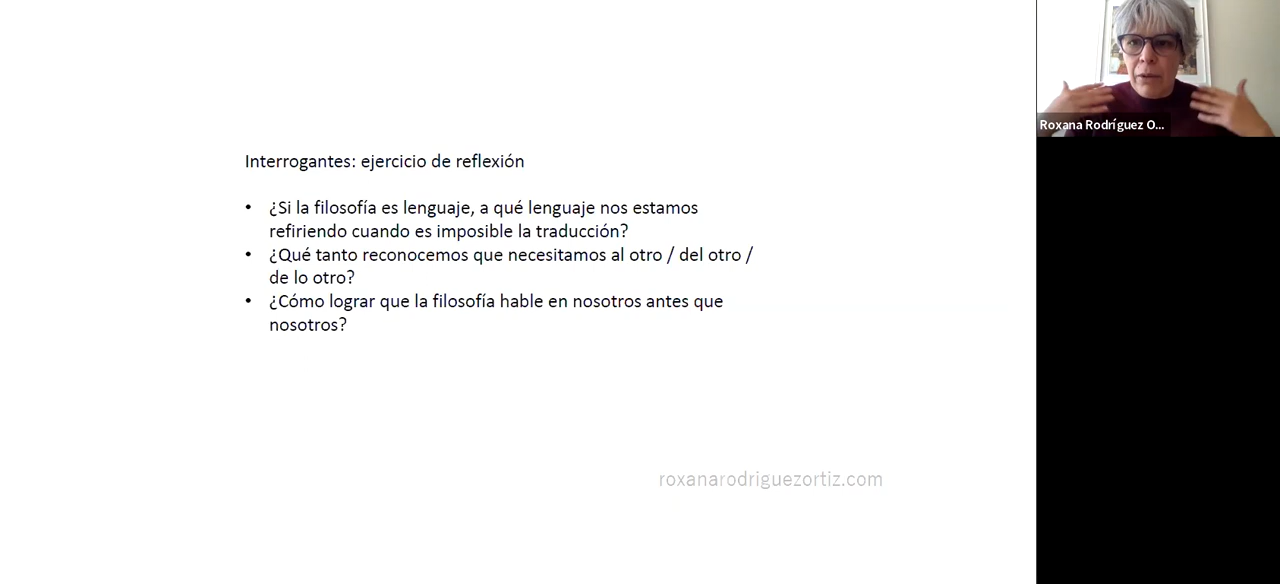 Interrogantes: ejercicio de reflexión
• ¿Si la filosofía es lenguaje, a qué lenguaje nos estamos
refiriendo cuando es imposible la traducción?
• ¿Qué tanto reconocemos que necesitamos al otro / del otro /
de lo otro?
• ¿Cómo lograr que la filosofía hable en nosotros antes que
nosotros?
roxanarodriguezortiz.com
Roxana Rodríguez O...